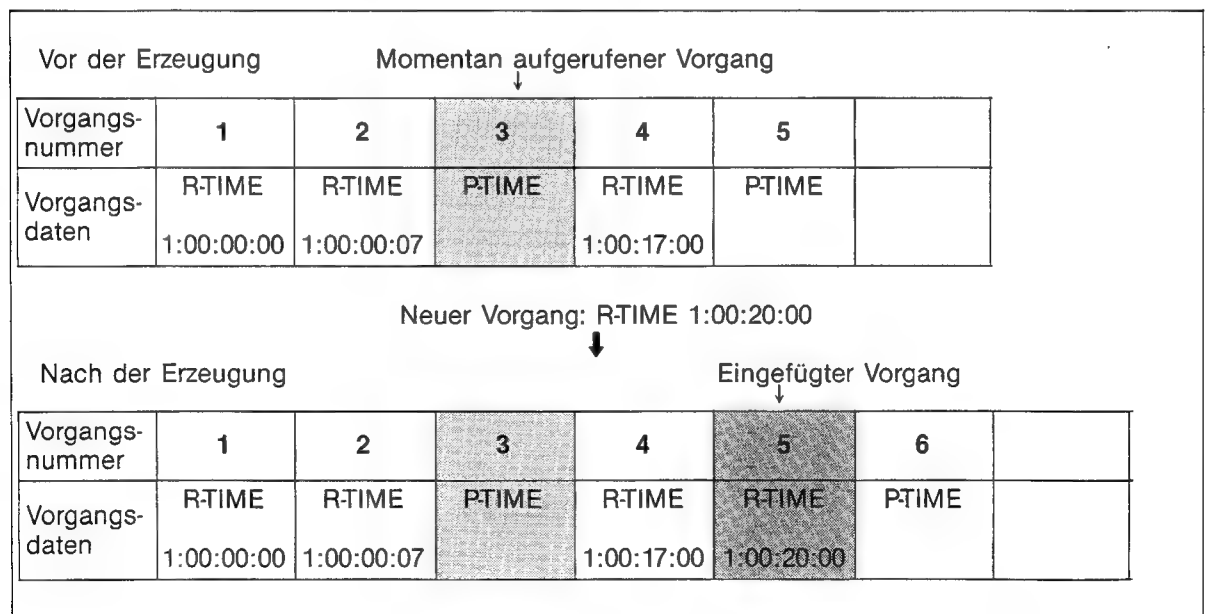 Vor der Erzeugung Momentan aufgerufener Vorgang
↓
Vorgangs-
nummer 1 2 3 4 5
R-TIME R-TIME P-TIME R-TIME P-TIME
Vorgangs-
daten
1:00:00:00 1:00:00:07 1:00:17:00
Neuer Vorgang: R-TIME 1:00:20:00
Nach der Erzeugung Eingefügter Vorgang
↓
Vorgangs-
nummer 1 2 3 4 5 6
R-TIME R-TIME P-TIME R-TIME R-TIME P-TIME
Vorgangs-
daten
1:00:00:00 1:00:00:07 1:00:17:00 1:00:20:00